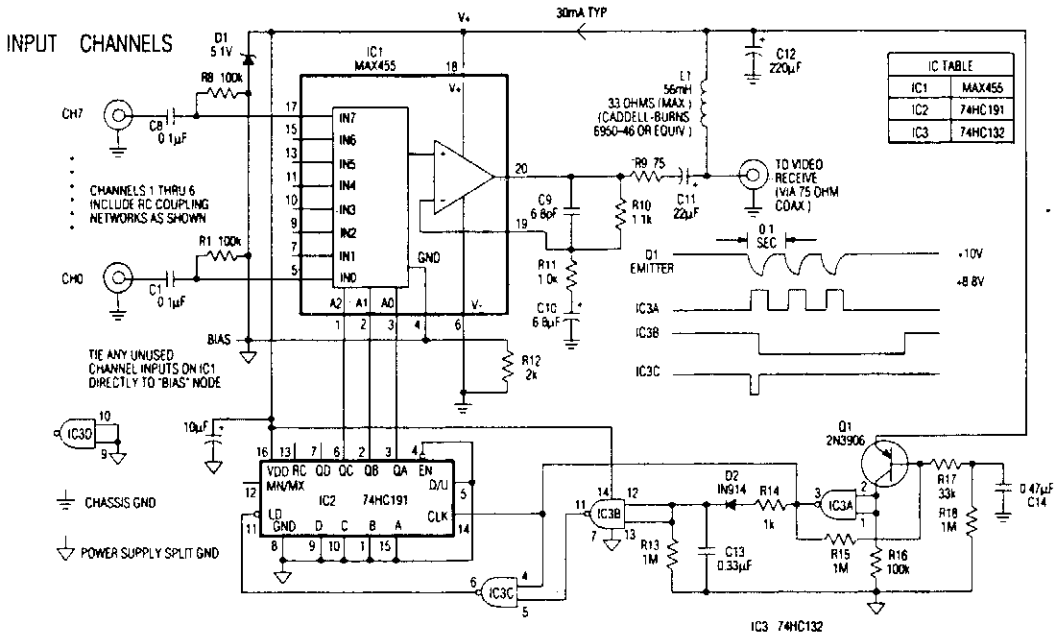 INPUT CHANNELS
V+
30mA TYP
D1
5.1V
IC1
MAX455
18
V+
L1
56mH
33 OHMS (MAX.)
(CADDELL-BURNS
6950-46 OR EQUIV.)
C12
220µF
IC TABLE
IC1 MAX455
IC2 74HC191
IC3 74HC132
R8 100k
CH7
C8
0.1µF
17
IN7
15
IN6
13
IN5
11
IN4
10
IN3
9
IN2
7
IN1
5
IN0
CHANNELS 1 THRU 6
INCLUDE RC COUPLING
NETWORKS AS SHOWN
R1 100k
CH0
C1
0.1µF
+
-
20
19
GND
V-
A2 A1 A0
1 2 3 4 6
C9
6.8pF
R9 75
R10
1.1k
C11
22µF
R11
1.0k
C10
6.8µF
TO VIDEO
RECEIVE
(VIA 75 OHM
COAX.)
0.1
SEC
Q1
EMITTER
+10V
+8.8V
IC3A
IC3B
IC3C
BIAS
R12
2k
TIE ANY UNUSED
CHANNEL INPUTS ON IC1
DIRECTLY TO "BIAS" NODE
IC3D
10
9
CHASSIS GND
POWER SUPPLY SPLIT GND
10µF
16 13 7 6 2 3 4
VDD RC QD QC QB QA EN
MN/MX
12
IC2 74HC191
D/U
5
LD
11
CLK
14
GND D C B A
8 9 10 1 15
6
IC3C
4
5
14
11
IC3B
12
13
7
R13
1M
C13
0.33µF
D2
IN914
R14
1k
3
IC3A
2
1
R15
1M
R16
100k
Q1
2N3906
R17
33k
R18
1M
0.47µF
C14
IC3 74HC132